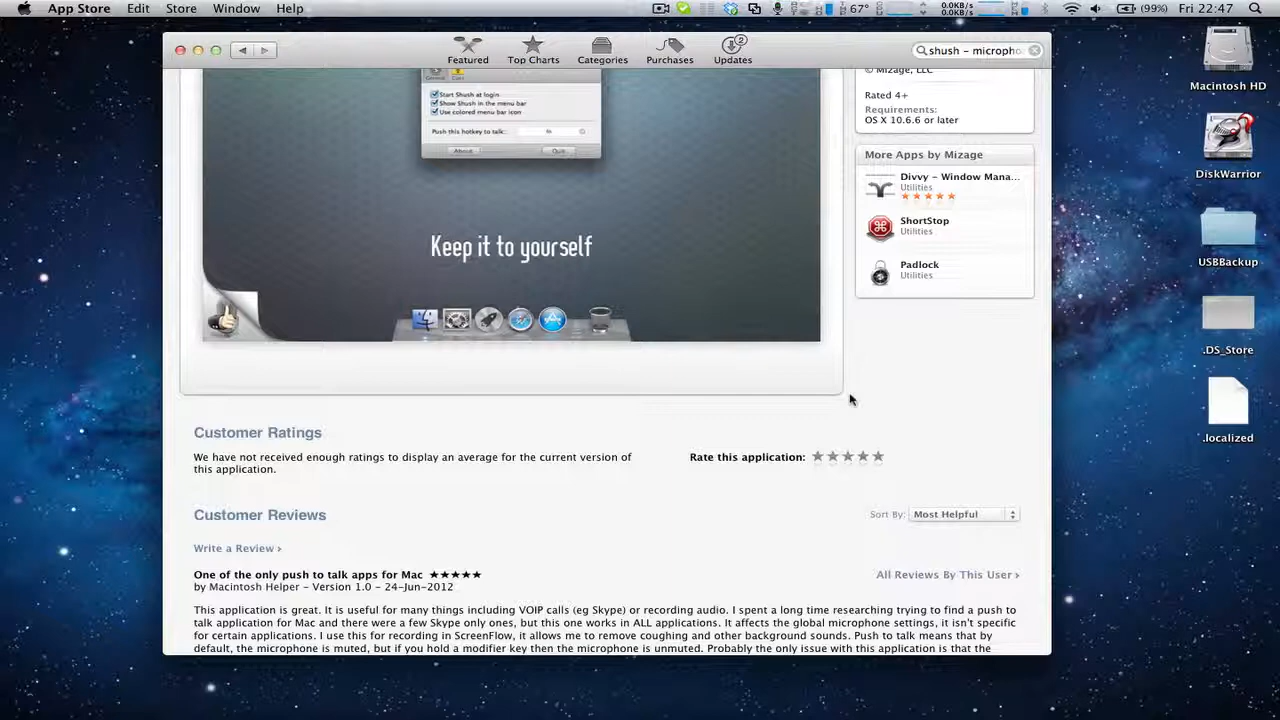 App Store Edit Store Window Help
67° 0.0KB/s 0.0KB/s (99%) Fri 22:47
Featured Top Charts Categories Purchases Updates
2
shush – micropho
© Mizage, LLC
Rated 4+
Requirements:
OS X 10.6.6 or later
General
Start Shush at login
Show Shush in the menu bar
Use colored menu bar icon
Push this hotkey to talk: fn
About Quit
Keep it to yourself
More Apps by Mizage
Divvy – Window Mana...
Utilities
ShortStop
Utilities
Padlock
Utilities
Customer Ratings
We have not received enough ratings to display an average for the current version of
this application.
Rate this application:
Customer Reviews
Sort By: Most Helpful
Write a Review ›
One of the only push to talk apps for Mac ★★★★★
by Macintosh Helper – Version 1.0 – 24-Jun-2012
All Reviews By This User ›
This application is great. It is useful for many things including VOIP calls (eg Skype) or recording audio. I spent a long time researching trying to find a push to
talk application for Mac and there were a few Skype only ones, but this one works in ALL applications. It affects the global microphone settings, it isn't specific
for certain applications. I use this for recording in ScreenFlow, it allows me to remove coughing and other background sounds. Push to talk means that by
default, the microphone is muted, but if you hold a modifier key then the microphone is unmuted. Probably the only issue with this application is that the
Macintosh HD
DiskWarrior
USBBackup
.DS_Store
.localized